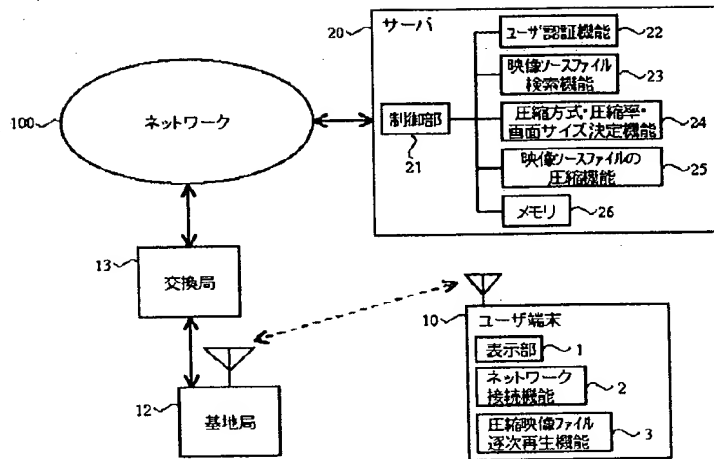 20
サーバ
ユーザ認証機能
22
映像ソースファイル
検索機能
23
100
ネットワーク
制御部
21
圧縮方式・圧縮率・
画面サイズ決定機能
24
映像ソースファイルの
圧縮機能
25
メモリ
26
13
交換局
10
ユーザ端末
表示部
1
ネットワーク
接続機能
2
12
基地局
圧縮映像ファイル
逐次再生機能
3